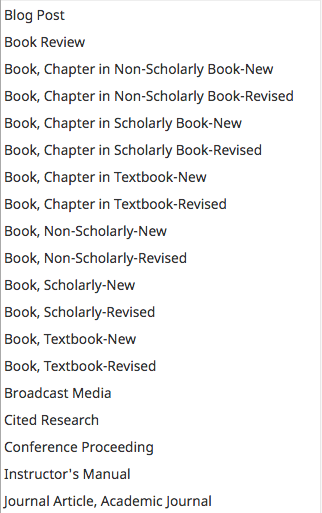 Blog Post
Book Review
Book, Chapter in Non-Scholarly Book-New
Book, Chapter in Non-Scholarly Book-Revised
Book, Chapter in Scholarly Book-New
Book, Chapter in Scholarly Book-Revised
Book, Chapter in Textbook-New
Book, Chapter in Textbook-Revised
Book, Non-Scholarly-New
Book, Non-Scholarly-Revised
Book, Scholarly-New
Book, Scholarly-Revised
Book, Textbook-New
Book, Textbook-Revised
Broadcast Media
Cited Research
Conference Proceeding
Instructor's Manual
Journal Article, Academic Journal